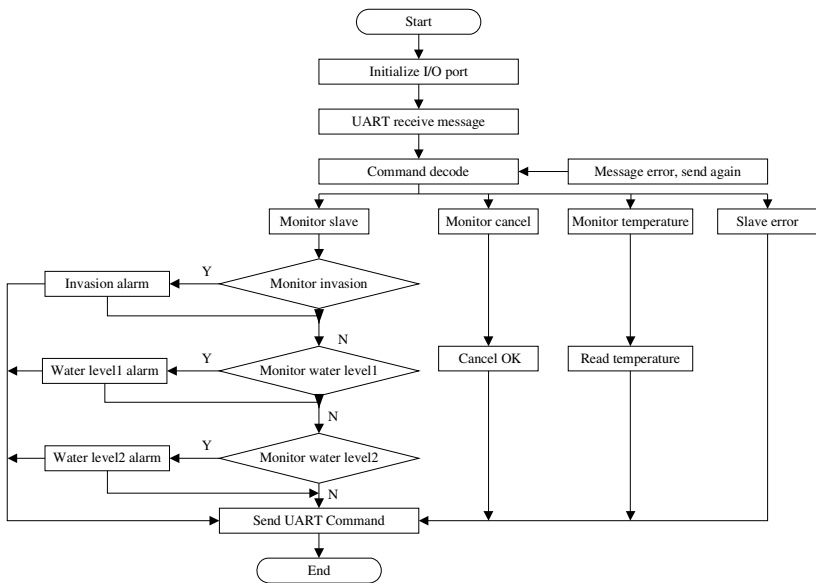 Start
Initialize I/O port
UART receive message
Command decode
Message error, send again
Monitor slave
Monitor cancel
Monitor temperature
Slave error
Invasion alarm
Y
Monitor invasion
N
Water level1 alarm
Y
Monitor water level1
Cancel OK
Read temperature
N
Water level2 alarm
Y
Monitor water level2
N
Send UART Command
End